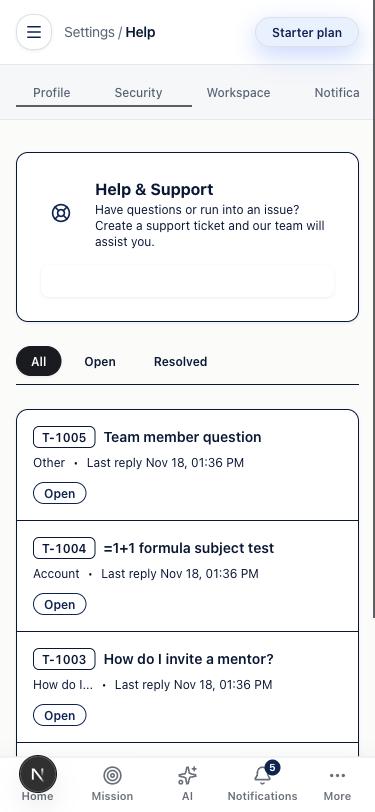 Settings / Help
Starter plan
Profile
Security
Workspace
Notifica
Help & Support
Have questions or run into an issue?
Create a support ticket and our team will
assist you.
All
Open
Resolved
T-1005 Team member question
Other • Last reply Nov 18, 01:36 PM
Open
T-1004 =1+1 formula subject test
Account • Last reply Nov 18, 01:36 PM
Open
T-1003 How do I invite a mentor?
How do I... • Last reply Nov 18, 01:36 PM
Open
N
5
Home
Mission
AI
Notifications
More